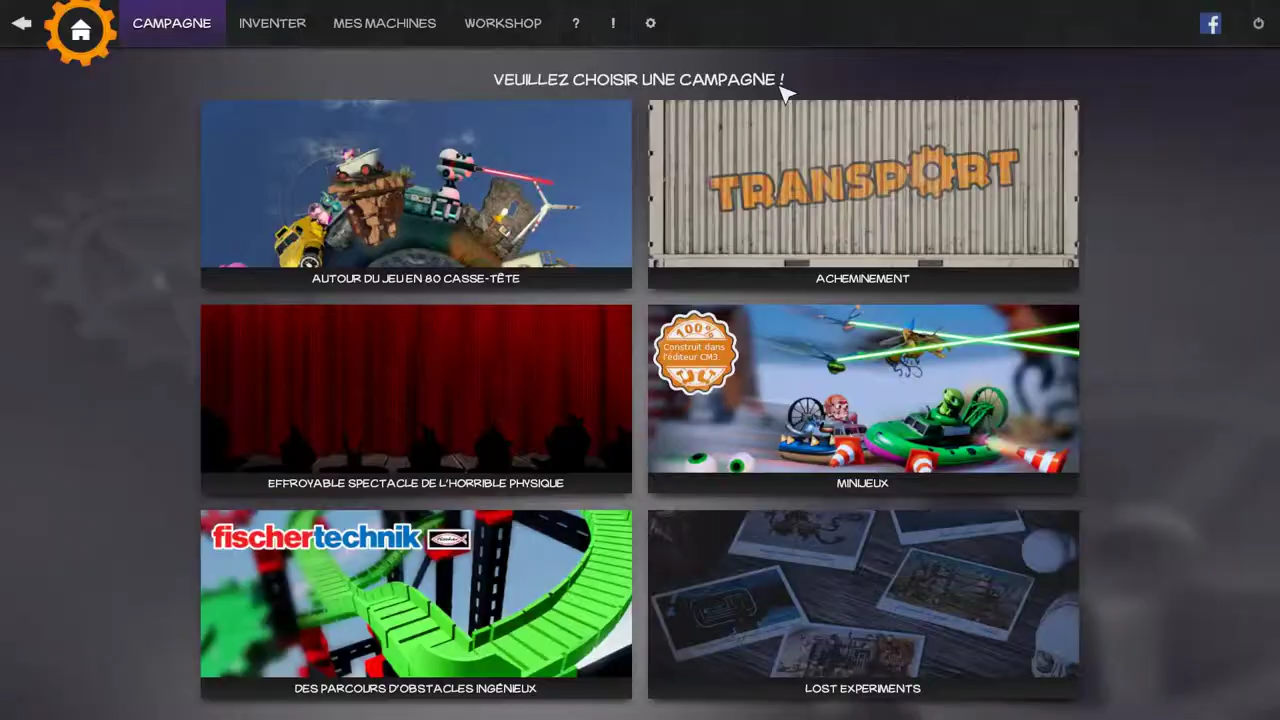 CAMPAGNE INVENTER MES MACHINES WORKSHOP ? !
VEUILLEZ CHOISIR UNE CAMPAGNE !
TRANSPORT
AUTOUR DU JEU EN 80 CASSE-TÊTE
ACHEMINEMENT
100%
Construit dans
l'éditeur CM3.
EFFROYABLE SPECTACLE DE L'HORRIBLE PHYSIQUE
MINIJEUX
fischertechnik
DES PARCOURS D'OBSTACLES INGÉNIEUX
LOST EXPERIMENTS